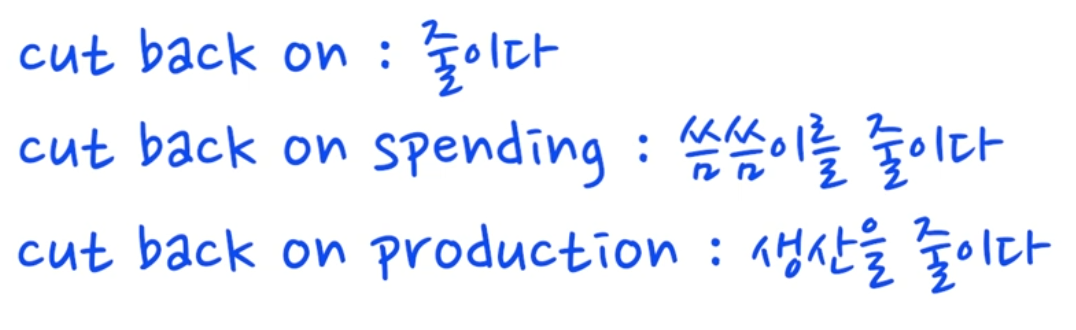 cut back on : 줄이다
cut back on spending : 씀씀이를 줄이다
cut back on production : 생산을 줄이다